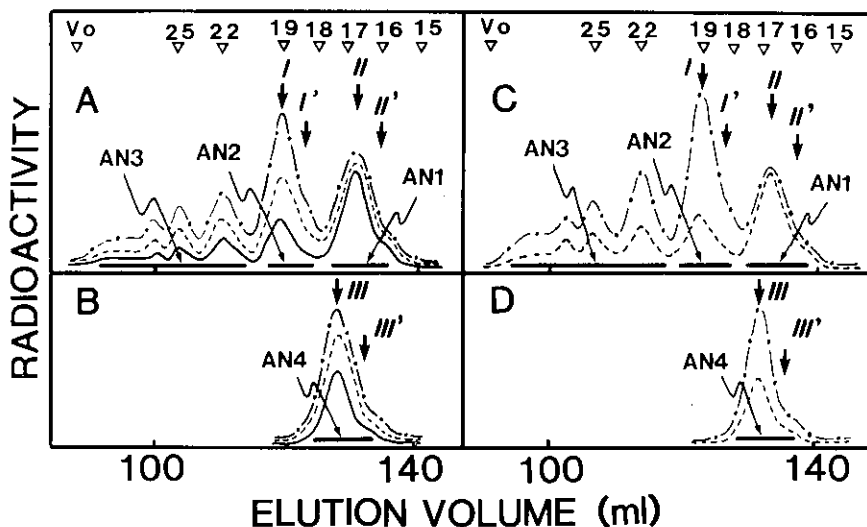 Vo 25 22 19 18 17 16 15
Vo 25 22 19 18 17 16 15
A
I
I'
II
II'
AN3
AN2
AN1
C
I
I'
II
II'
AN3
AN2
AN1
B
III
III'
AN4
D
III
III'
AN4
100 140
100 140
RADIOACTIVITY
ELUTION VOLUME (ml)